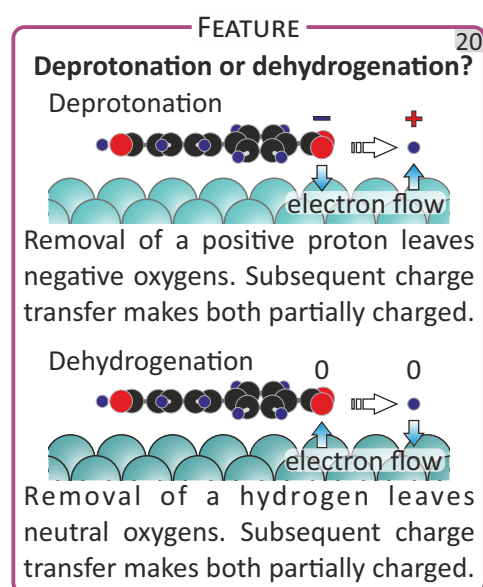 FEATURE
20
Deprotonation or dehydrogenation?
Deprotonation
− +
electron flow
Removal of a positive proton leaves
negative oxygens. Subsequent charge
transfer makes both partially charged.
Dehydrogenation
0 0
electron flow
Removal of a hydrogen leaves
neutral oxygens. Subsequent charge
transfer makes both partially charged.